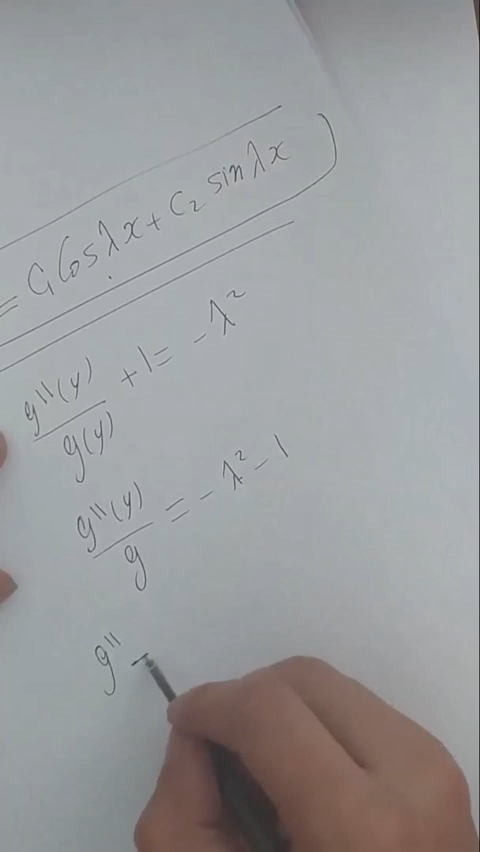 = C₁ Cos λx + C₂ sin λx
g''(y)/g(y) + 1 = -λ²
g''(y)/g = -λ² - 1
g'' -